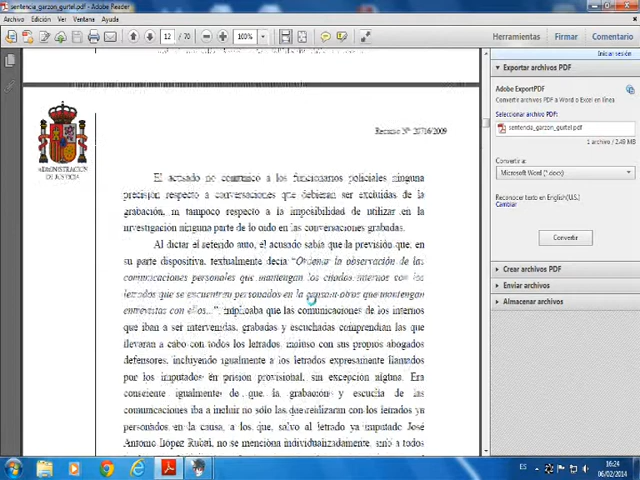 sentencia_garzon_gurtel.pdf - Adobe Reader
Archivo Edición Ver Ventana Ayuda
12 / 70 100% Herramientas Firmar Comentario
Iniciar sesión
Exportar archivos PDF
Adobe ExportPDF
Convertir archivos PDF a Word o Excel en línea
Seleccionar archivo PDF:
sentencia_garzon_gurtel.pdf
1 archivo / 2.49 MB
Convertir a:
Microsoft Word (*.docx)
Reconocer texto en English(U.S.)
Cambiar
Convertir
Crear archivos PDF
Enviar archivos
Almacenar archivos
ADMINISTRACION
DE JUSTICIA
Recurso Nº 20716/2009
El acusado no comunicó a los funcionarios policiales ninguna
precisión respecto a conversaciones que debieran ser excluidas de la
grabación, ni tampoco respecto a la imposibilidad de utilizar en la
investigación ninguna parte de lo oído en las conversaciones grabadas.
Al dictar el referido auto, el acusado sabía que la previsión que, en
su parte dispositiva, textualmente decía "Ordenar la observación de las
comunicaciones personales que mantengan los citados internos con los
letrados que se encuentran personados en la causa u otros que mantengan
entrevistas con ellos...", implicaba que las comunicaciones de los internos
que iban a ser intervenidas, grabadas y escuchadas comprendían las que
llevaran a cabo con todos los letrados, incluso con sus propios abogados
defensores, incluyendo igualmente a los letrados expresamente llamados
por los imputados en prisión provisional, sin excepción alguna. Era
consciente igualmente de que la grabación y escucha de las
comunicaciones iba a incluir no sólo las que realizaran con los letrados ya
personados en la causa, a los que, salvo al letrado ya imputado José
Antonio López Rubal, no se menciona individualizadamente, sino a todos
ES
16:24
06/02/2014